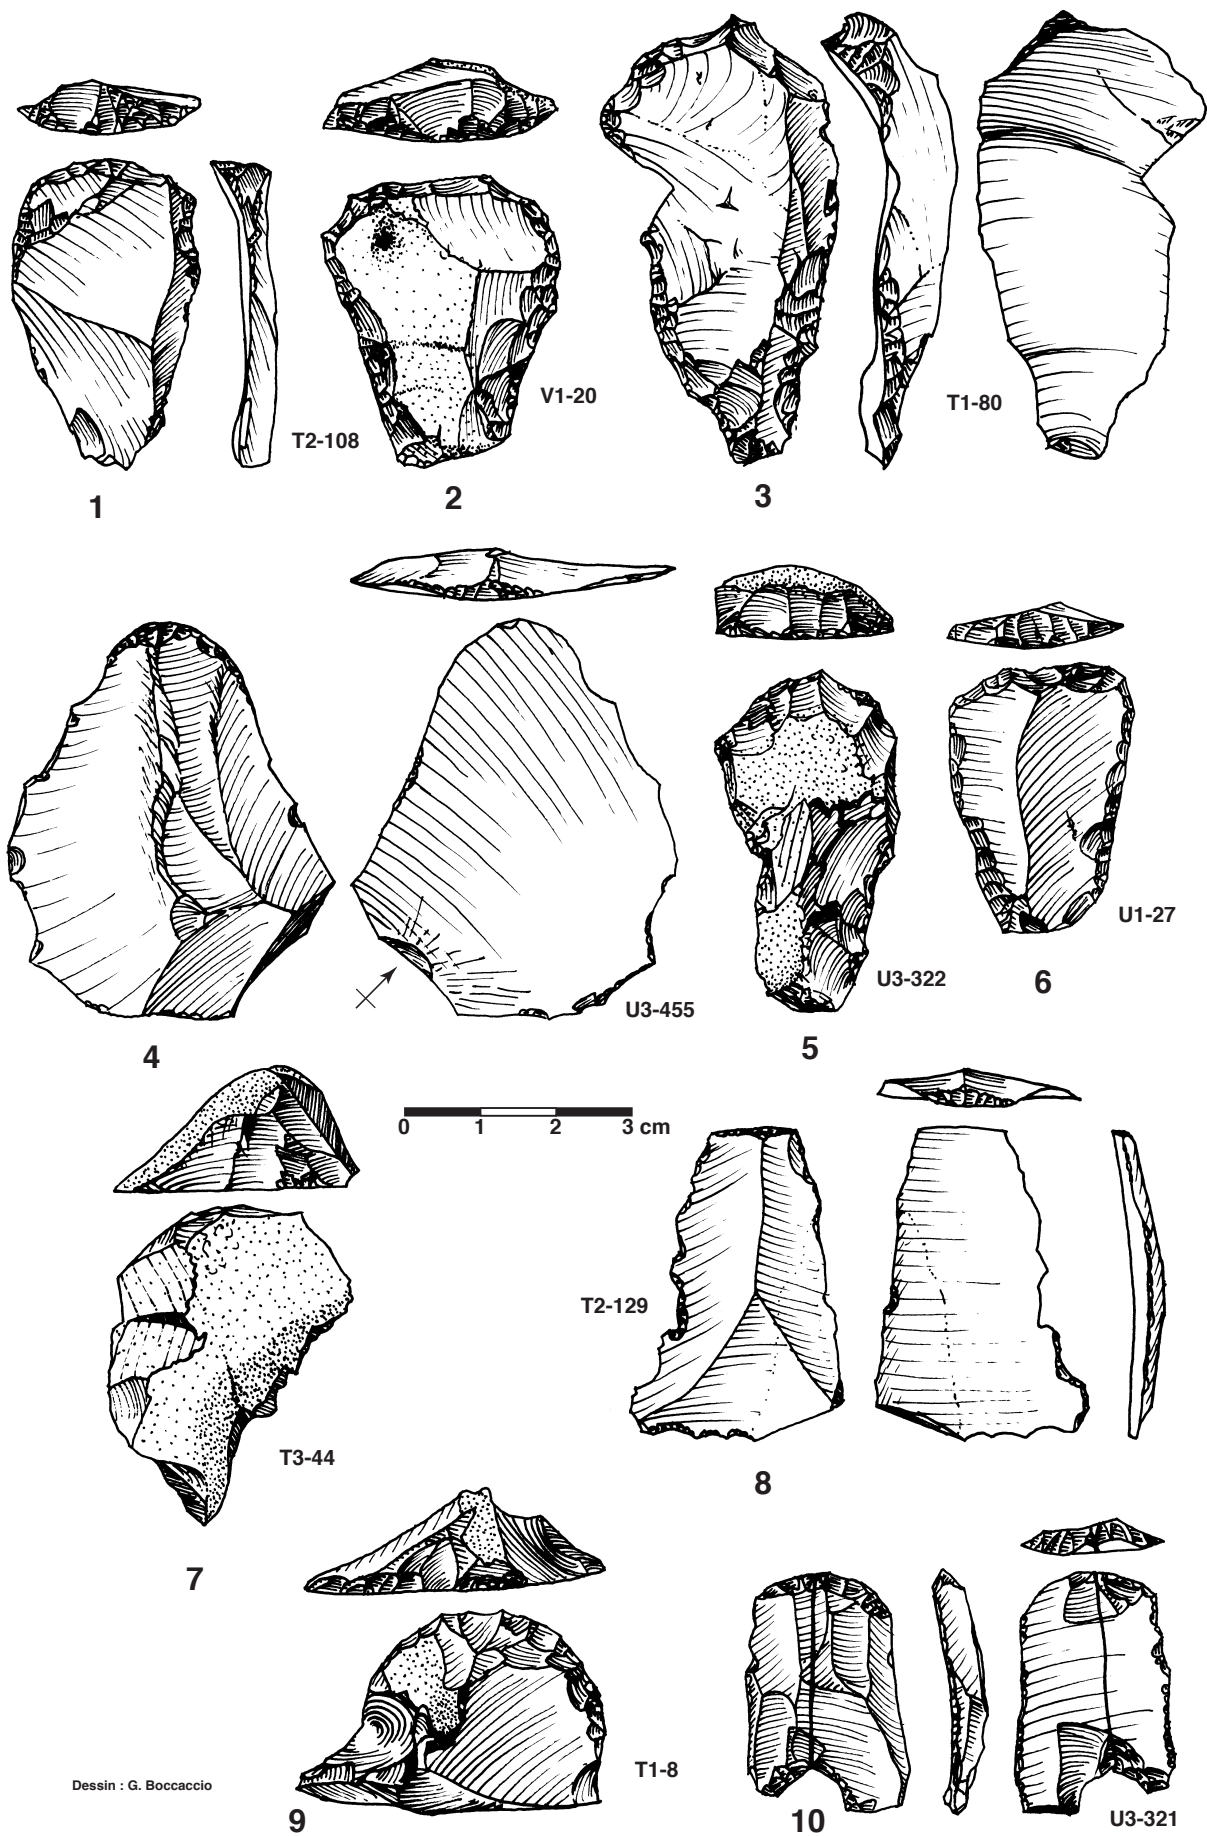 T2-108
1
V1-20
2
T1-80
3
U3-455
4
U3-322
5
U1-27
6
0 1 2 3 cm
T3-44
7
T2-129
8
T1-8
9
U3-321
10
Dessin : G. Boccaccio